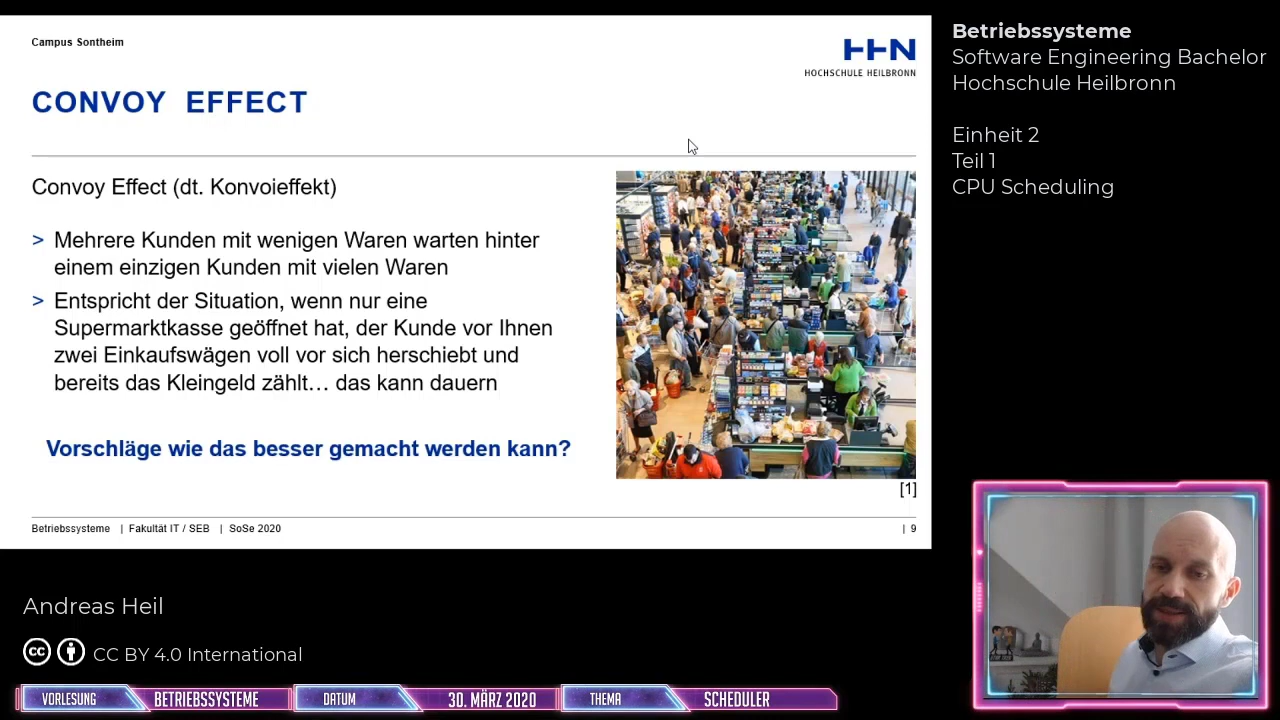 Campus Sontheim
HHN
HOCHSCHULE HEILBRONN
CONVOY EFFECT
Convoy Effect (dt. Konvoieffekt)
> Mehrere Kunden mit wenigen Waren warten hinter
einem einzigen Kunden mit vielen Waren
> Entspricht der Situation, wenn nur eine
Supermarktkasse geöffnet hat, der Kunde vor Ihnen
zwei Einkaufswägen voll vor sich herschiebt und
bereits das Kleingeld zählt… das kann dauern
Vorschläge wie das besser gemacht werden kann?
[1]
Betriebssysteme | Fakultät IT / SEB | SoSe 2020 | 9
Betriebssysteme
Software Engineering Bachelor
Hochschule Heilbronn
Einheit 2
Teil 1
CPU Scheduling
Andreas Heil
cc CC BY 4.0 International
VORLESUNG BETRIEBSSYSTEME DATUM 30. MÄRZ 2020 THEMA SCHEDULER